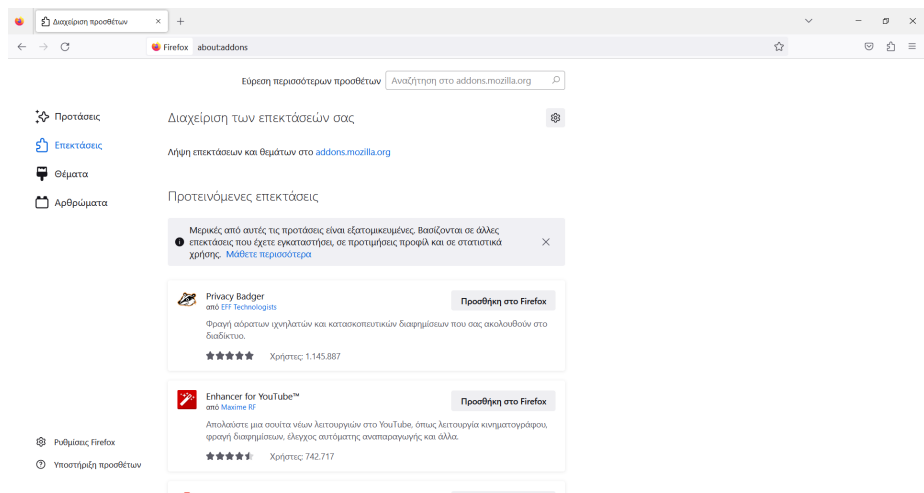 Διαχείριση προσθέτων
Firefox about:addons
Εύρεση περισσότερων προσθέτων Αναζήτηση στο addons.mozilla.org
Προτάσεις
Επεκτάσεις
Θέματα
Αρθρώματα
Διαχείριση των επεκτάσεών σας
Λήψη επεκτάσεων και θεμάτων στο addons.mozilla.org
Προτεινόμενες επεκτάσεις
Μερικές από αυτές τις προτάσεις είναι εξατομικευμένες. Βασίζονται σε άλλες
επεκτάσεις που έχετε εγκαταστήσει, σε προτιμήσεις προφίλ και σε στατιστικά
χρήσης. Μάθετε περισσότερα
Privacy Badger
από EFF Technologists
Προσθήκη στο Firefox
Φραγή αόρατων ιχνηλατών και κατασκοπευτικών διαφημίσεων που σας ακολουθούν στο
διαδίκτυο.
Χρήστες: 1.145.887
Enhancer for YouTube™
από Maxime RF
Προσθήκη στο Firefox
Απολαύστε μια σουίτα νέων λειτουργιών στο YouTube, όπως λειτουργία κινηματογράφου,
φραγή διαφημίσεων, έλεγχος αυτόματης αναπαραγωγής και άλλα.
Χρήστες: 742.717
Ρυθμίσεις Firefox
Υποστήριξη προσθέτων